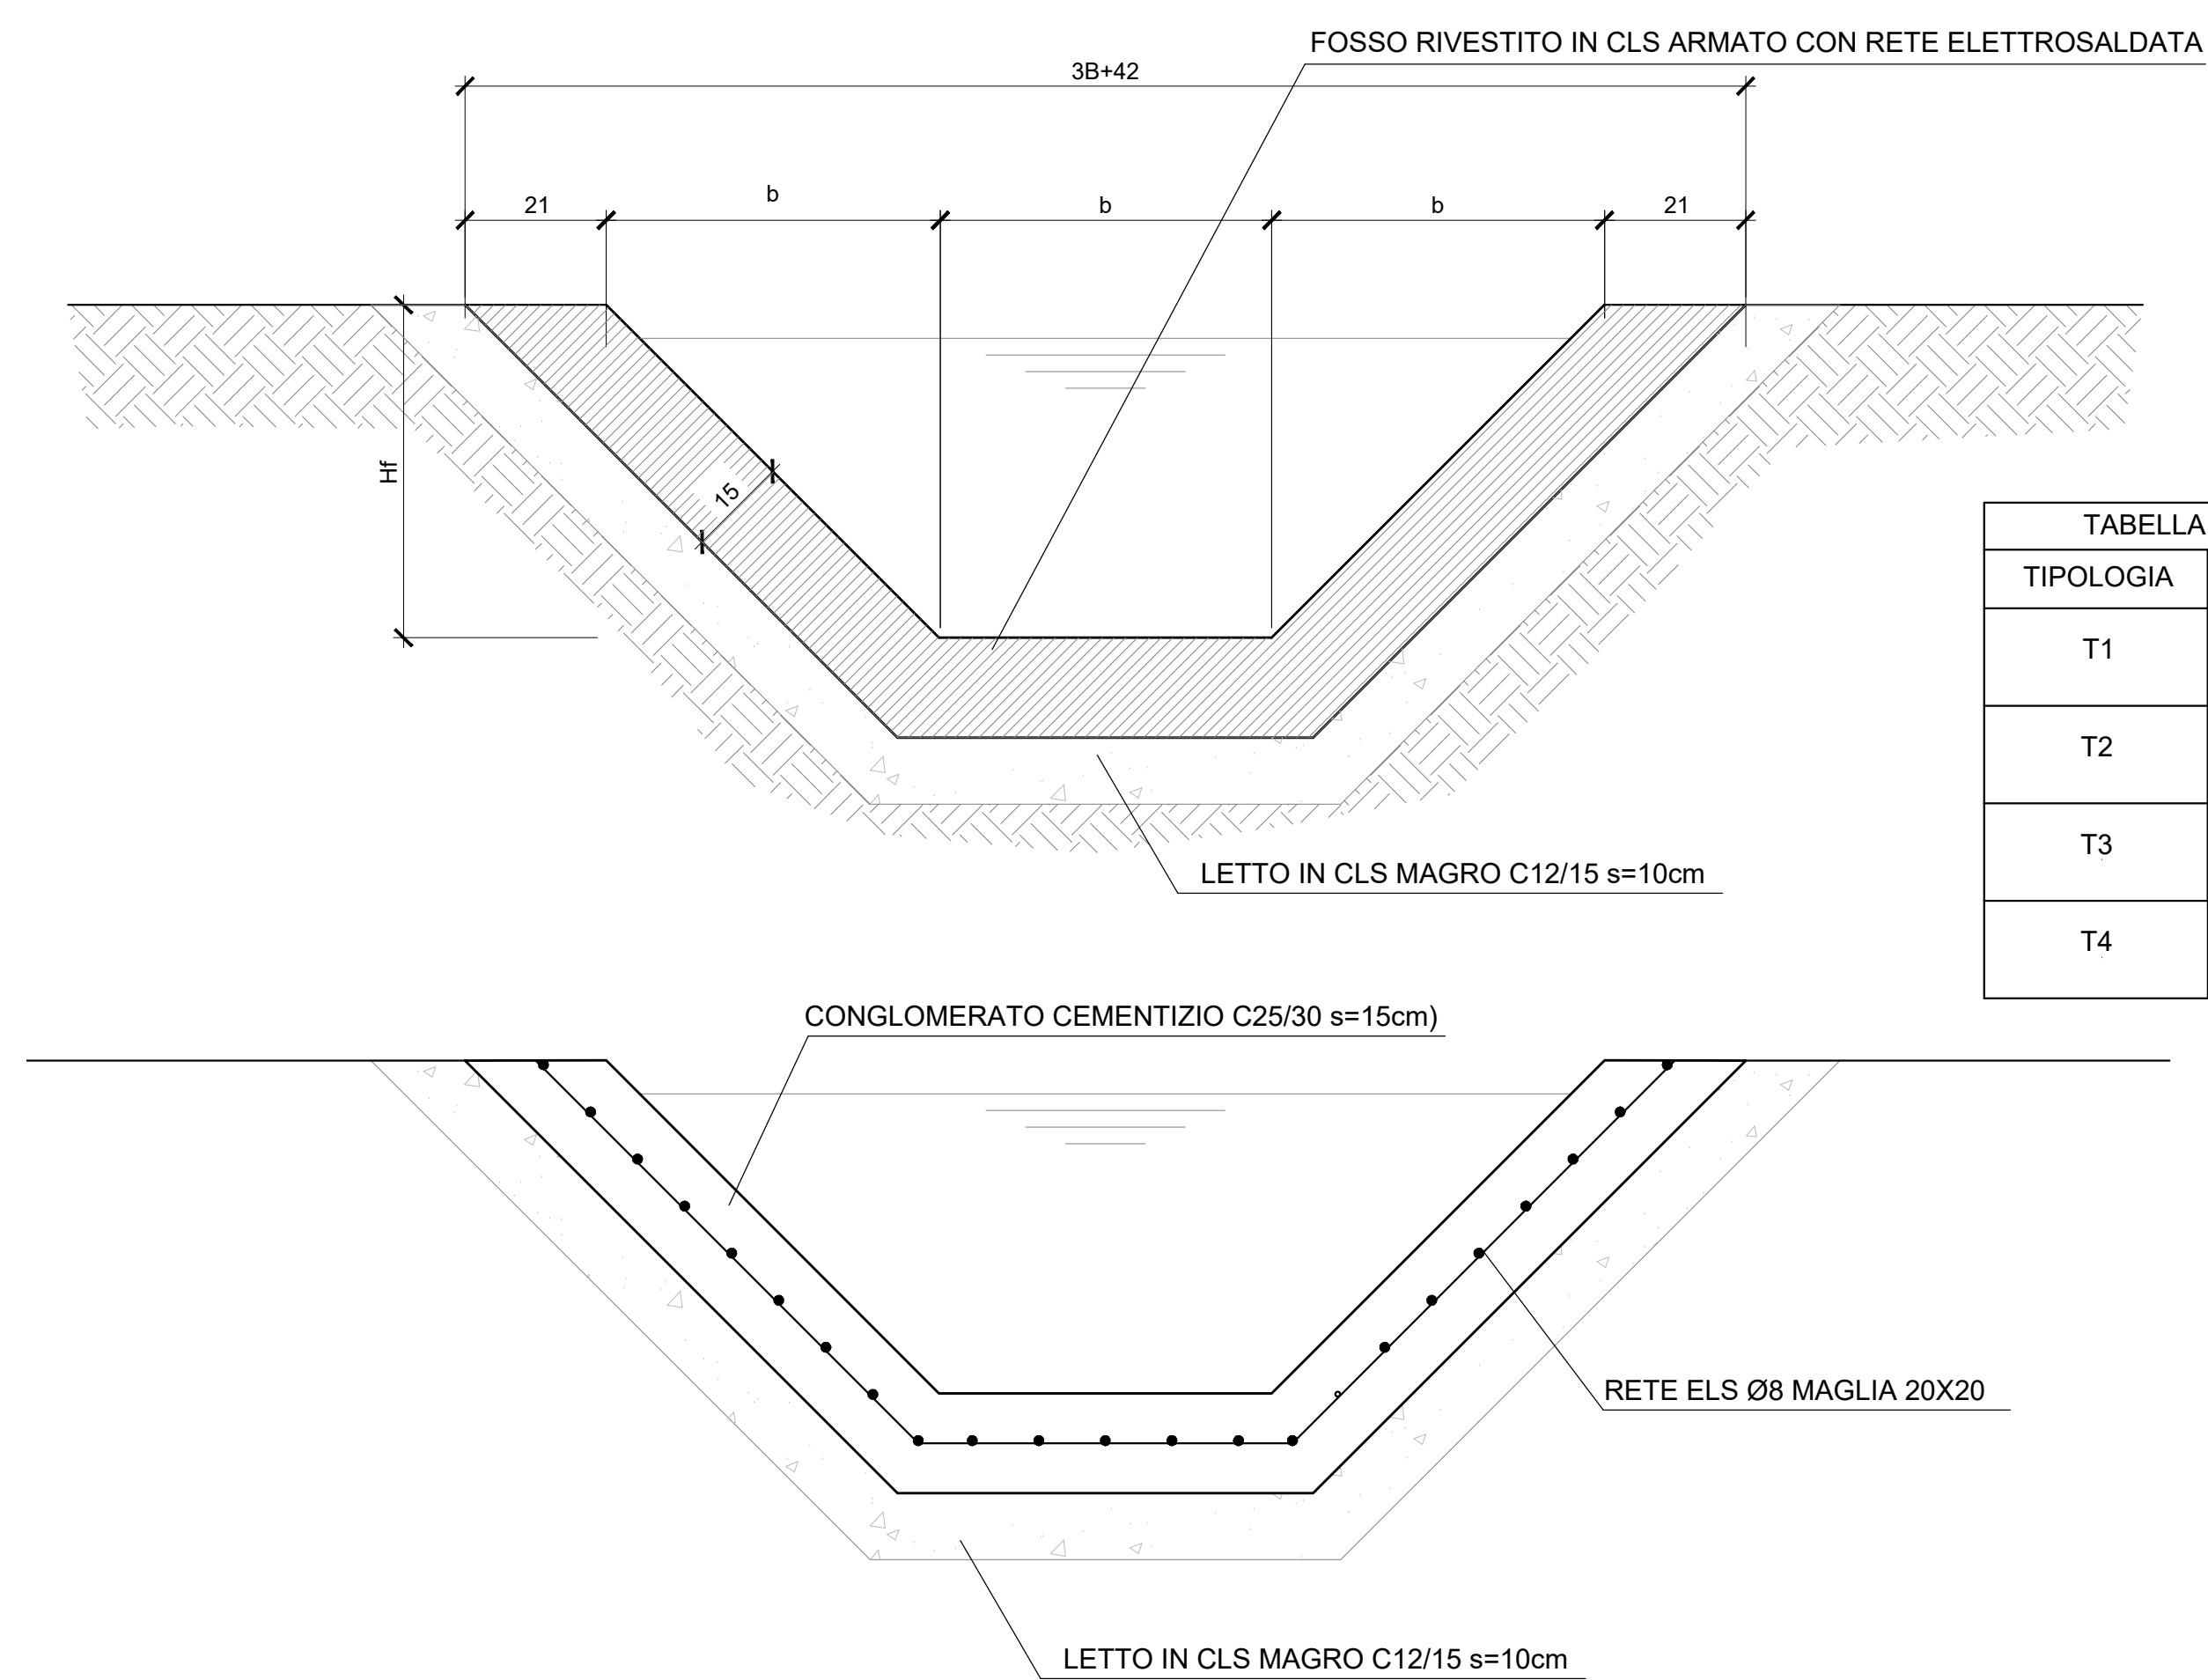 FOSSO RIVESTITO IN CLS ARMATO CON RETE ELETTROSALDATA
3B+42
21
b
b
b
21
Hf
15
LETTO IN CLS MAGRO C12/15 s=10cm
TABELLA
TIPOLOGIA
T1
T2
T3
T4
CONGLOMERATO CEMENTIZIO C25/30 s=15cm)
RETE ELS Ø8 MAGLIA 20X20
LETTO IN CLS MAGRO C12/15 s=10cm